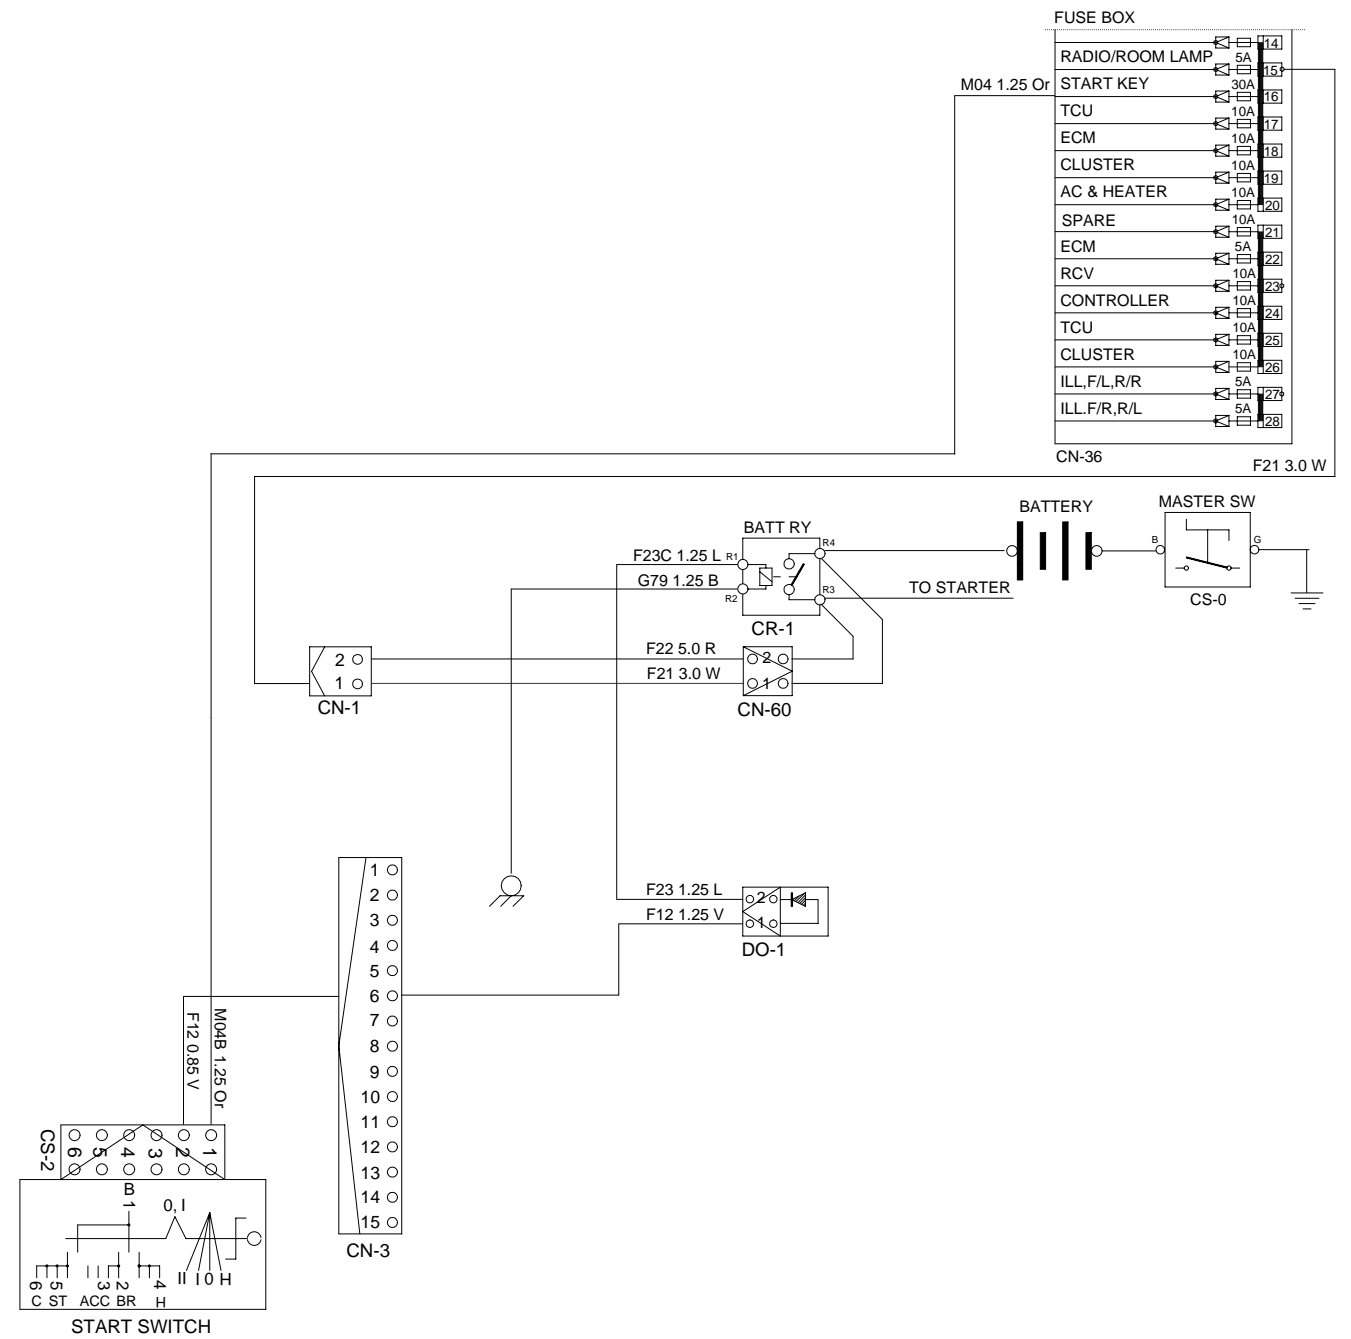 FUSE BOX
14
RADIO/ROOM LAMP 5A
15
M04 1.25 Or
START KEY 30A
16
TCU 10A
17
ECM 10A
18
CLUSTER 10A
19
AC & HEATER 10A
20
SPARE 10A
21
ECM 5A
22
RCV 10A
23
CONTROLLER 10A
24
TCU 10A
25
CLUSTER 10A
26
ILL,F/L,R/R 5A
27
ILL.F/R,R/L 5A
28
CN-36
F21 3.0 W
BATTERY
MASTER SW
B
G
CS-0
BATT RY
F23C 1.25 L
R1
R4
G79 1.25 B
R2
R3
TO STARTER
CR-1
F22 5.0 R
F21 3.0 W
2
1
CN-1
2
1
CN-60
1
2
3
4
5
6
7
8
9
10
11
12
13
14
15
CN-3
F23 1.25 L
F12 1.25 V
2
1
DO-1
M04B 1.25 Or
F12 0.85 V
CS-2
6 5 4 3 2 1
B
1
0, I
II I 0 H
6 5 3 2 4
C ST ACC BR H
START SWITCH